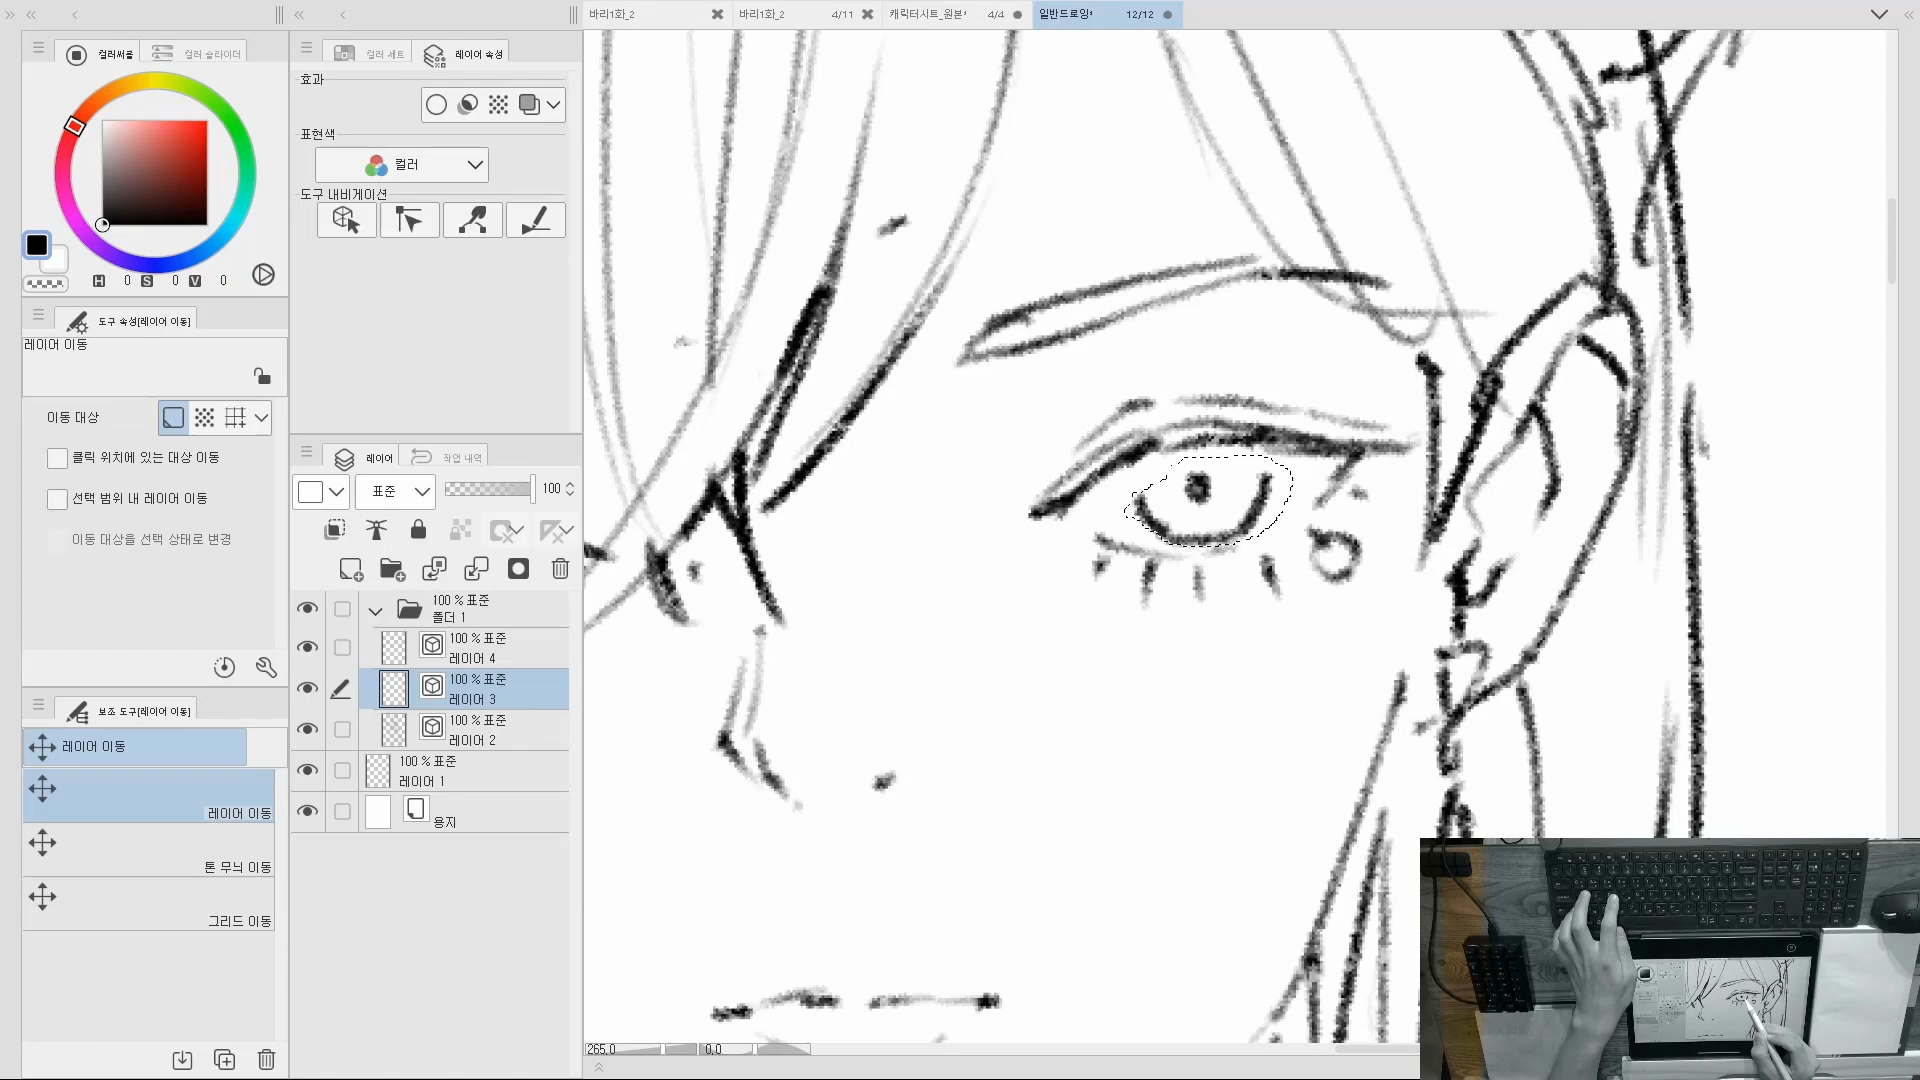 바리1화_2
바리1화_2 4/11
캐릭터시트_원본* 4/4
일반드로잉* 12/12
컬러써클
컬러 슬라이더
H 0 S 0 V 0
도구 속성[레이어 이동]
레이어 이동
이동 대상
클릭 위치에 있는 대상 이동
선택 범위 내 레이어 이동
이동 대상을 선택 상태로 변경
보조 도구[레이어 이동]
레이어 이동
레이어 이동
톤 무늬 이동
그리드 이동
컬러 세트
레이어 속성
효과
표현색
컬러
도구 내비게이션
레이어
작업 내역
표준
100
100 % 표준
폴더 1
100 % 표준
레이어 4
100 % 표준
레이어 3
100 % 표준
레이어 2
100 % 표준
레이어 1
용지
265.0
0.0